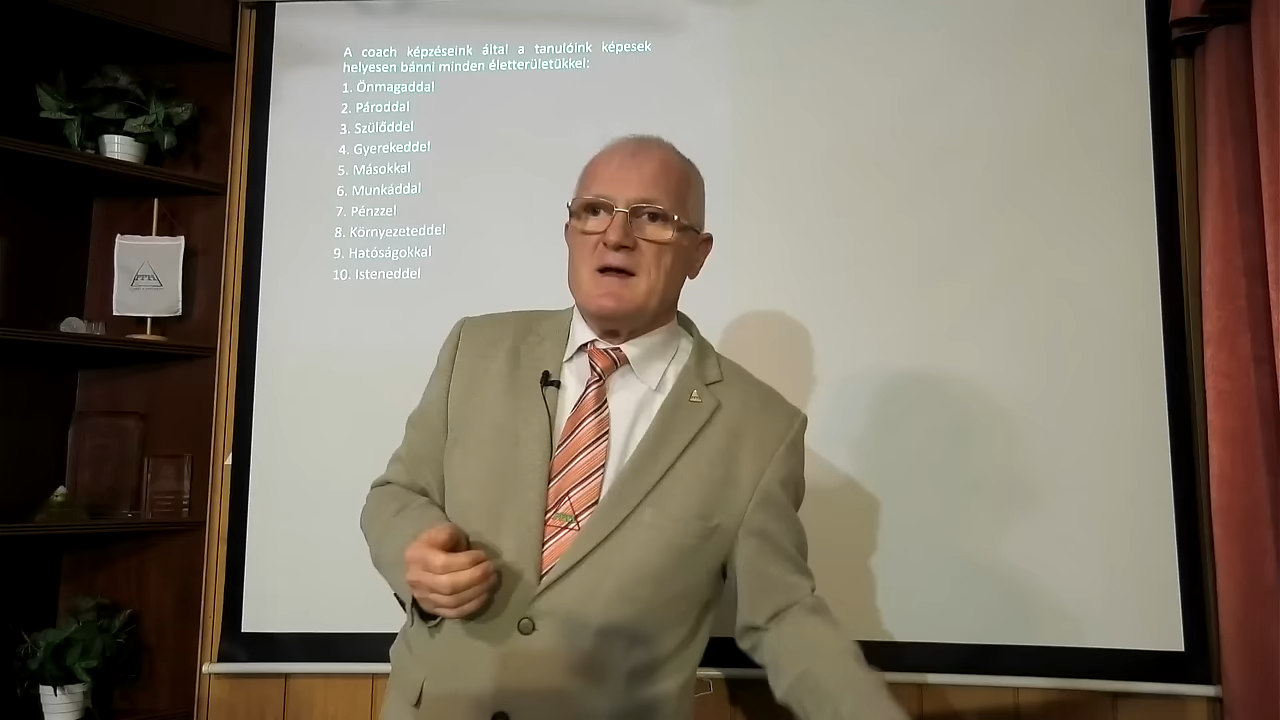 A coach képzéseink által a tanulóink képesek
helyesen bánni minden életterületükkel:
1. Önmagaddal
2. Pároddal
3. Szülőddel
4. Gyerekeddel
5. Másokkal
6. Munkáddal
7. Pénzzel
8. Környezeteddel
9. Hatóságokkal
10. Isteneddel